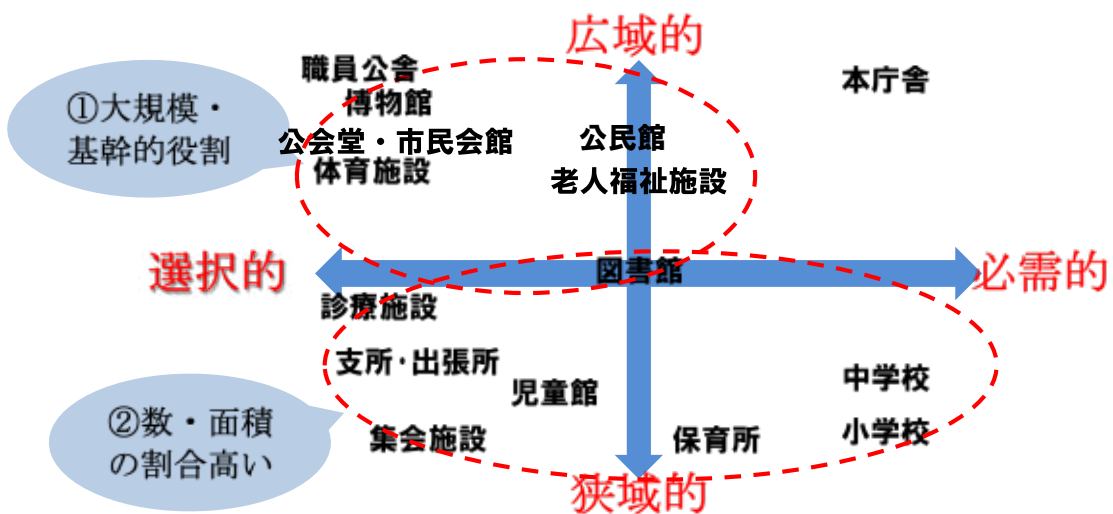 広域的
職員公舎
本庁舎
①大規模・
基幹的役割
博物館
公会堂・市民会館
公民館
体育施設
老人福祉施設
選択的
図書館
必需的
診療施設
支所・出張所
児童館
中学校
②数・面積
の割合高い
集会施設
保育所
小学校
狭域的